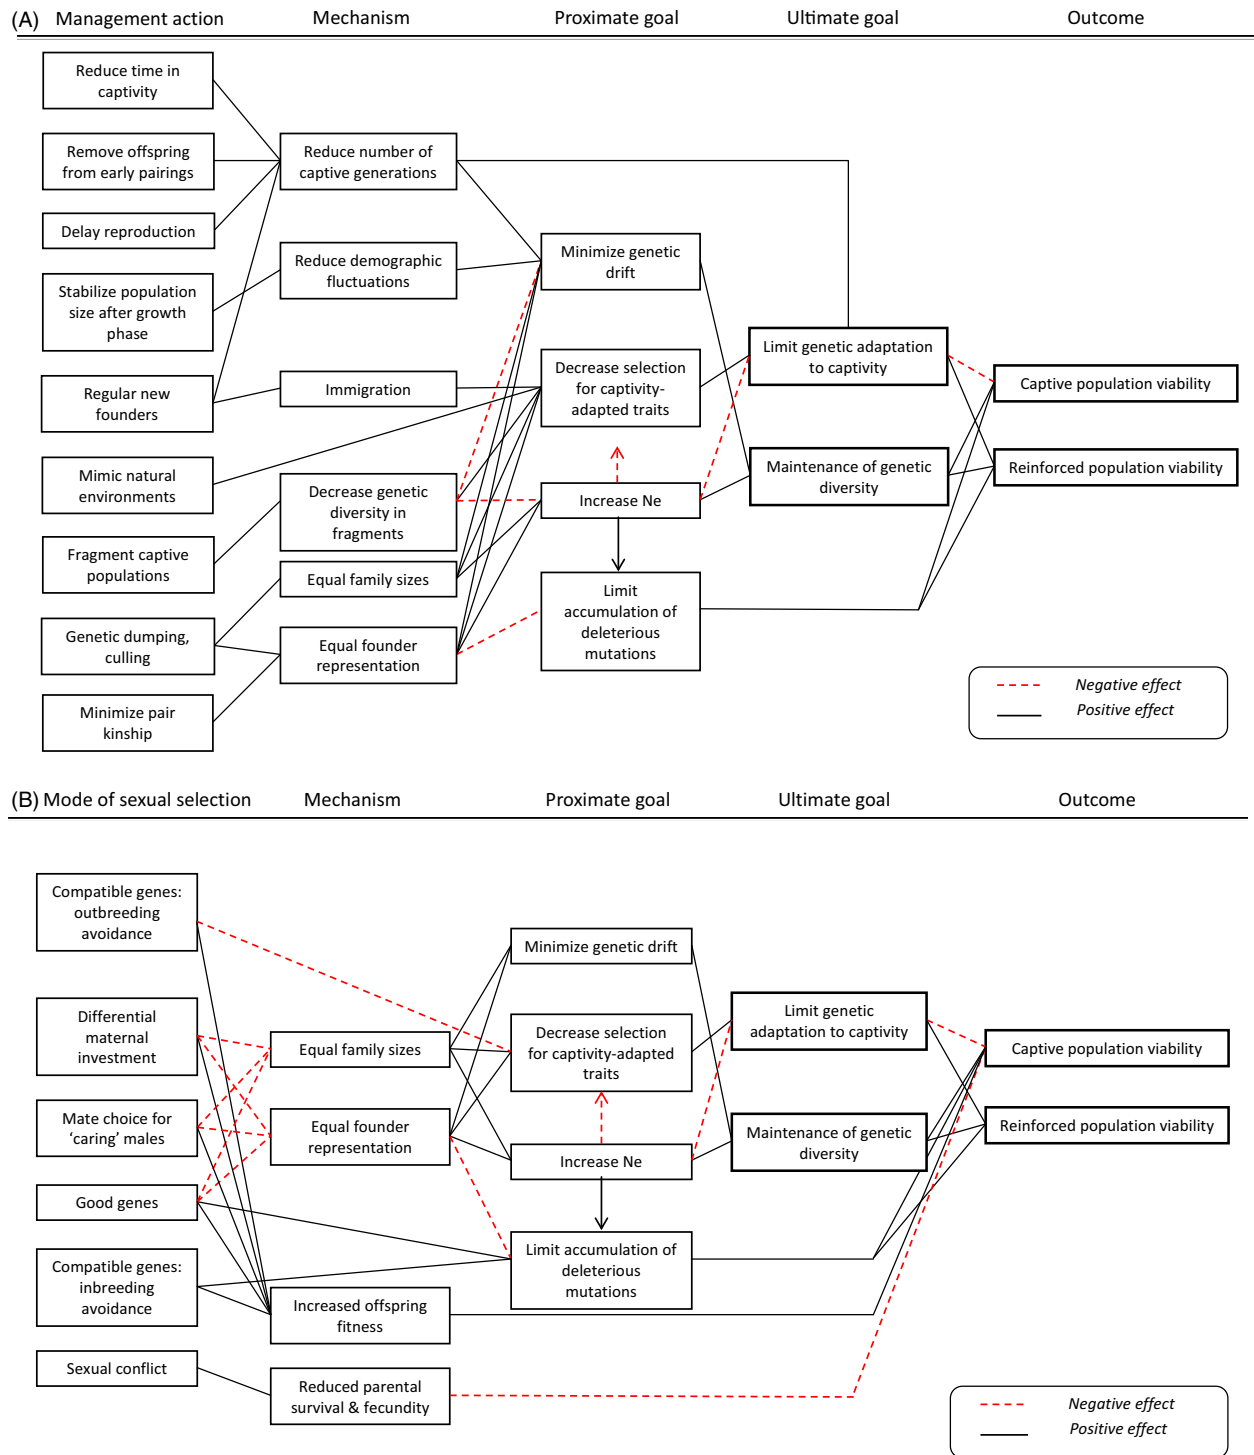 (A) Management action Mechanism Proximate goal Ultimate goal Outcome
Reduce time in
captivity
Remove offspring
from early pairings
Delay reproduction
Stabilize population
size after growth
phase
Regular new
founders
Mimic natural
environments
Fragment captive
populations
Genetic dumping,
culling
Minimize pair
kinship
Reduce number of
captive generations
Reduce demographic
fluctuations
Immigration
Decrease genetic
diversity in
fragments
Equal family sizes
Equal founder
representation
Minimize genetic
drift
Decrease selection
for captivity-
adapted traits
Increase Ne
Limit
accumulation of
deleterious
mutations
Limit genetic adaptation
to captivity
Maintenance of genetic
diversity
Captive population viability
Reinforced population viability
Negative effect
Positive effect
(B) Mode of sexual selection Mechanism Proximate goal Ultimate goal Outcome
Compatible genes:
outbreeding
avoidance
Differential
maternal
investment
Mate choice for
‘caring’ males
Good genes
Compatible genes:
inbreeding
avoidance
Sexual conflict
Equal family sizes
Equal founder
representation
Increased offspring
fitness
Reduced parental
survival & fecundity
Minimize genetic drift
Decrease selection
for captivity-adapted
traits
Increase Ne
Limit accumulation of
deleterious
mutations
Limit genetic
adaptation to captivity
Maintenance of genetic
diversity
Captive population viability
Reinforced population viability
Negative effect
Positive effect